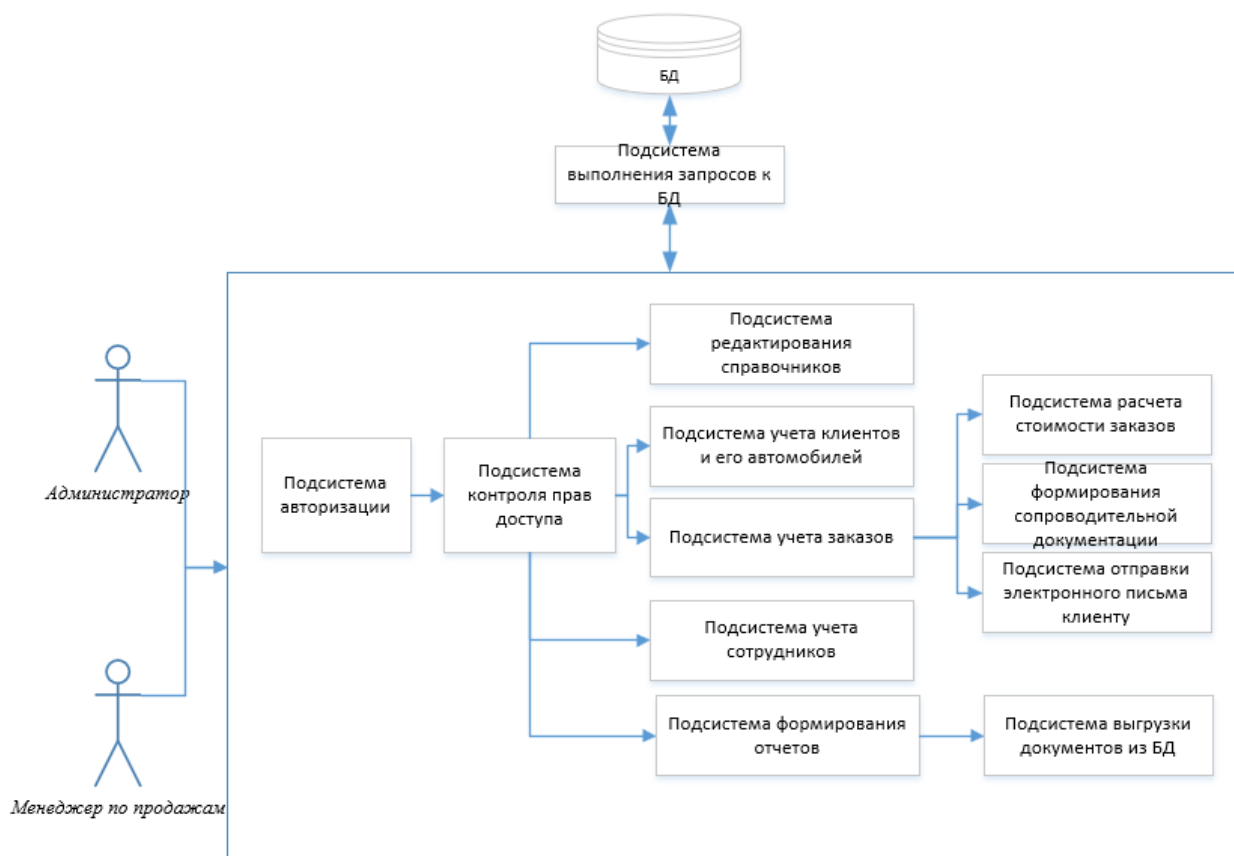 БД
Подсистема
выполнения запросов к
БД
Подсистема
редактирования
справочников
Подсистема расчета
стоимости заказов
Администратор
Подсистема
авторизации
Подсистема
контроля прав
доступа
Подсистема учета клиентов
и его автомобилей
Подсистема
формирования
сопроводительной
документации
Подсистема учета заказов
Подсистема отправки
электронного письма
клиенту
Подсистема учета
сотрудников
Подсистема формирования
отчетов
Подсистема выгрузки
документов из БД
Менеджер по продажам